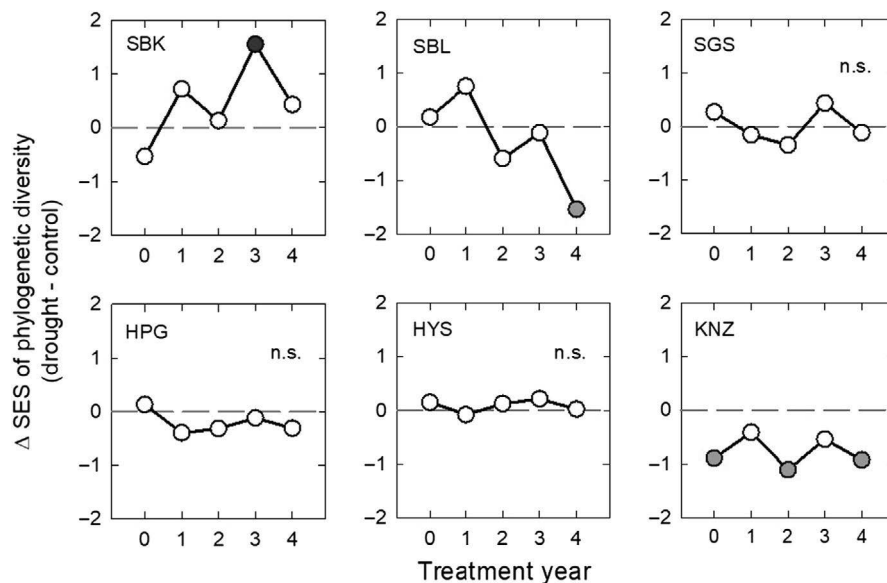 Δ SES of phylogenetic diversity
(drought - control)
SBK
2
1
0
−1
−2
0 1 2 3 4
SBL
2
1
0
−1
−2
0 1 2 3 4
SGS
n.s.
2
1
0
−1
−2
0 1 2 3 4
HPG
n.s.
2
1
0
−1
−2
0 1 2 3 4
HYS
n.s.
2
1
0
−1
−2
0 1 2 3 4
KNZ
2
1
0
−1
−2
0 1 2 3 4
Treatment year